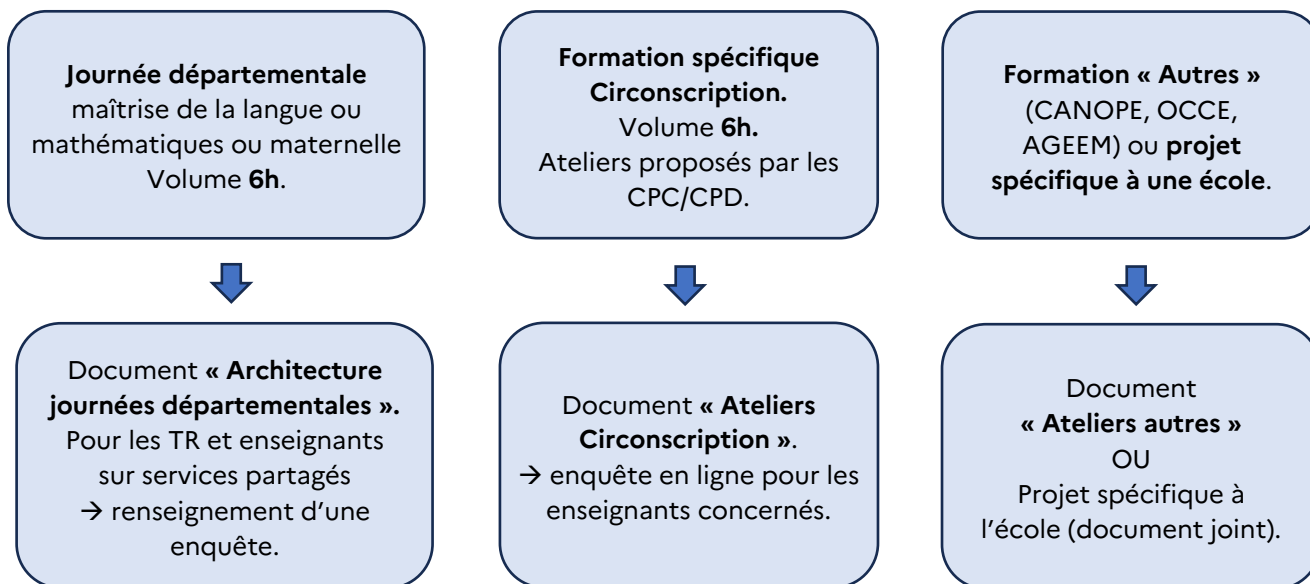 Journée départementale
maîtrise de la langue ou
mathématiques ou maternelle
Volume 6h.
Formation spécifique
Circonscription.
Volume 6h.
Ateliers proposés par les
CPC/CPD.
Formation « Autres »
(CANOPE, OCCE,
AGEEM) ou projet
spécifique à une école.
Document « Architecture
journées départementales ».
Pour les TR et enseignants
sur services partagés
→ renseignement d’une
enquête.
Document « Ateliers
Circonscription ».
→ enquête en ligne pour les
enseignants concernés.
Document
« Ateliers autres »
OU
Projet spécifique à
l’école (document joint).